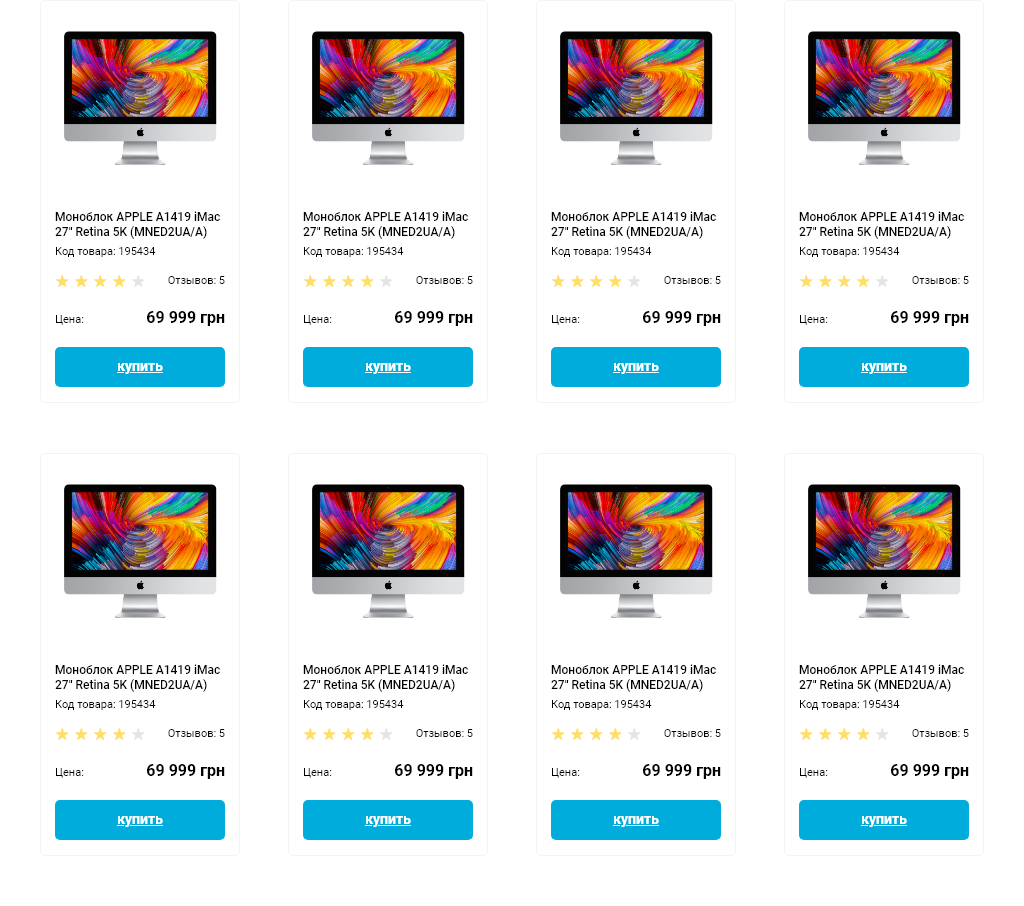 Моноблок APPLE A1419 iMac
27" Retina 5K (MNED2UA/A)
Код товара: 195434
Отзывов: 5
Цена: 69 999 грн
купить
Моноблок APPLE A1419 iMac
27" Retina 5K (MNED2UA/A)
Код товара: 195434
Отзывов: 5
Цена: 69 999 грн
купить
Моноблок APPLE A1419 iMac
27" Retina 5K (MNED2UA/A)
Код товара: 195434
Отзывов: 5
Цена: 69 999 грн
купить
Моноблок APPLE A1419 iMac
27" Retina 5K (MNED2UA/A)
Код товара: 195434
Отзывов: 5
Цена: 69 999 грн
купить
Моноблок APPLE A1419 iMac
27" Retina 5K (MNED2UA/A)
Код товара: 195434
Отзывов: 5
Цена: 69 999 грн
купить
Моноблок APPLE A1419 iMac
27" Retina 5K (MNED2UA/A)
Код товара: 195434
Отзывов: 5
Цена: 69 999 грн
купить
Моноблок APPLE A1419 iMac
27" Retina 5K (MNED2UA/A)
Код товара: 195434
Отзывов: 5
Цена: 69 999 грн
купить
Моноблок APPLE A1419 iMac
27" Retina 5K (MNED2UA/A)
Код товара: 195434
Отзывов: 5
Цена: 69 999 грн
купить